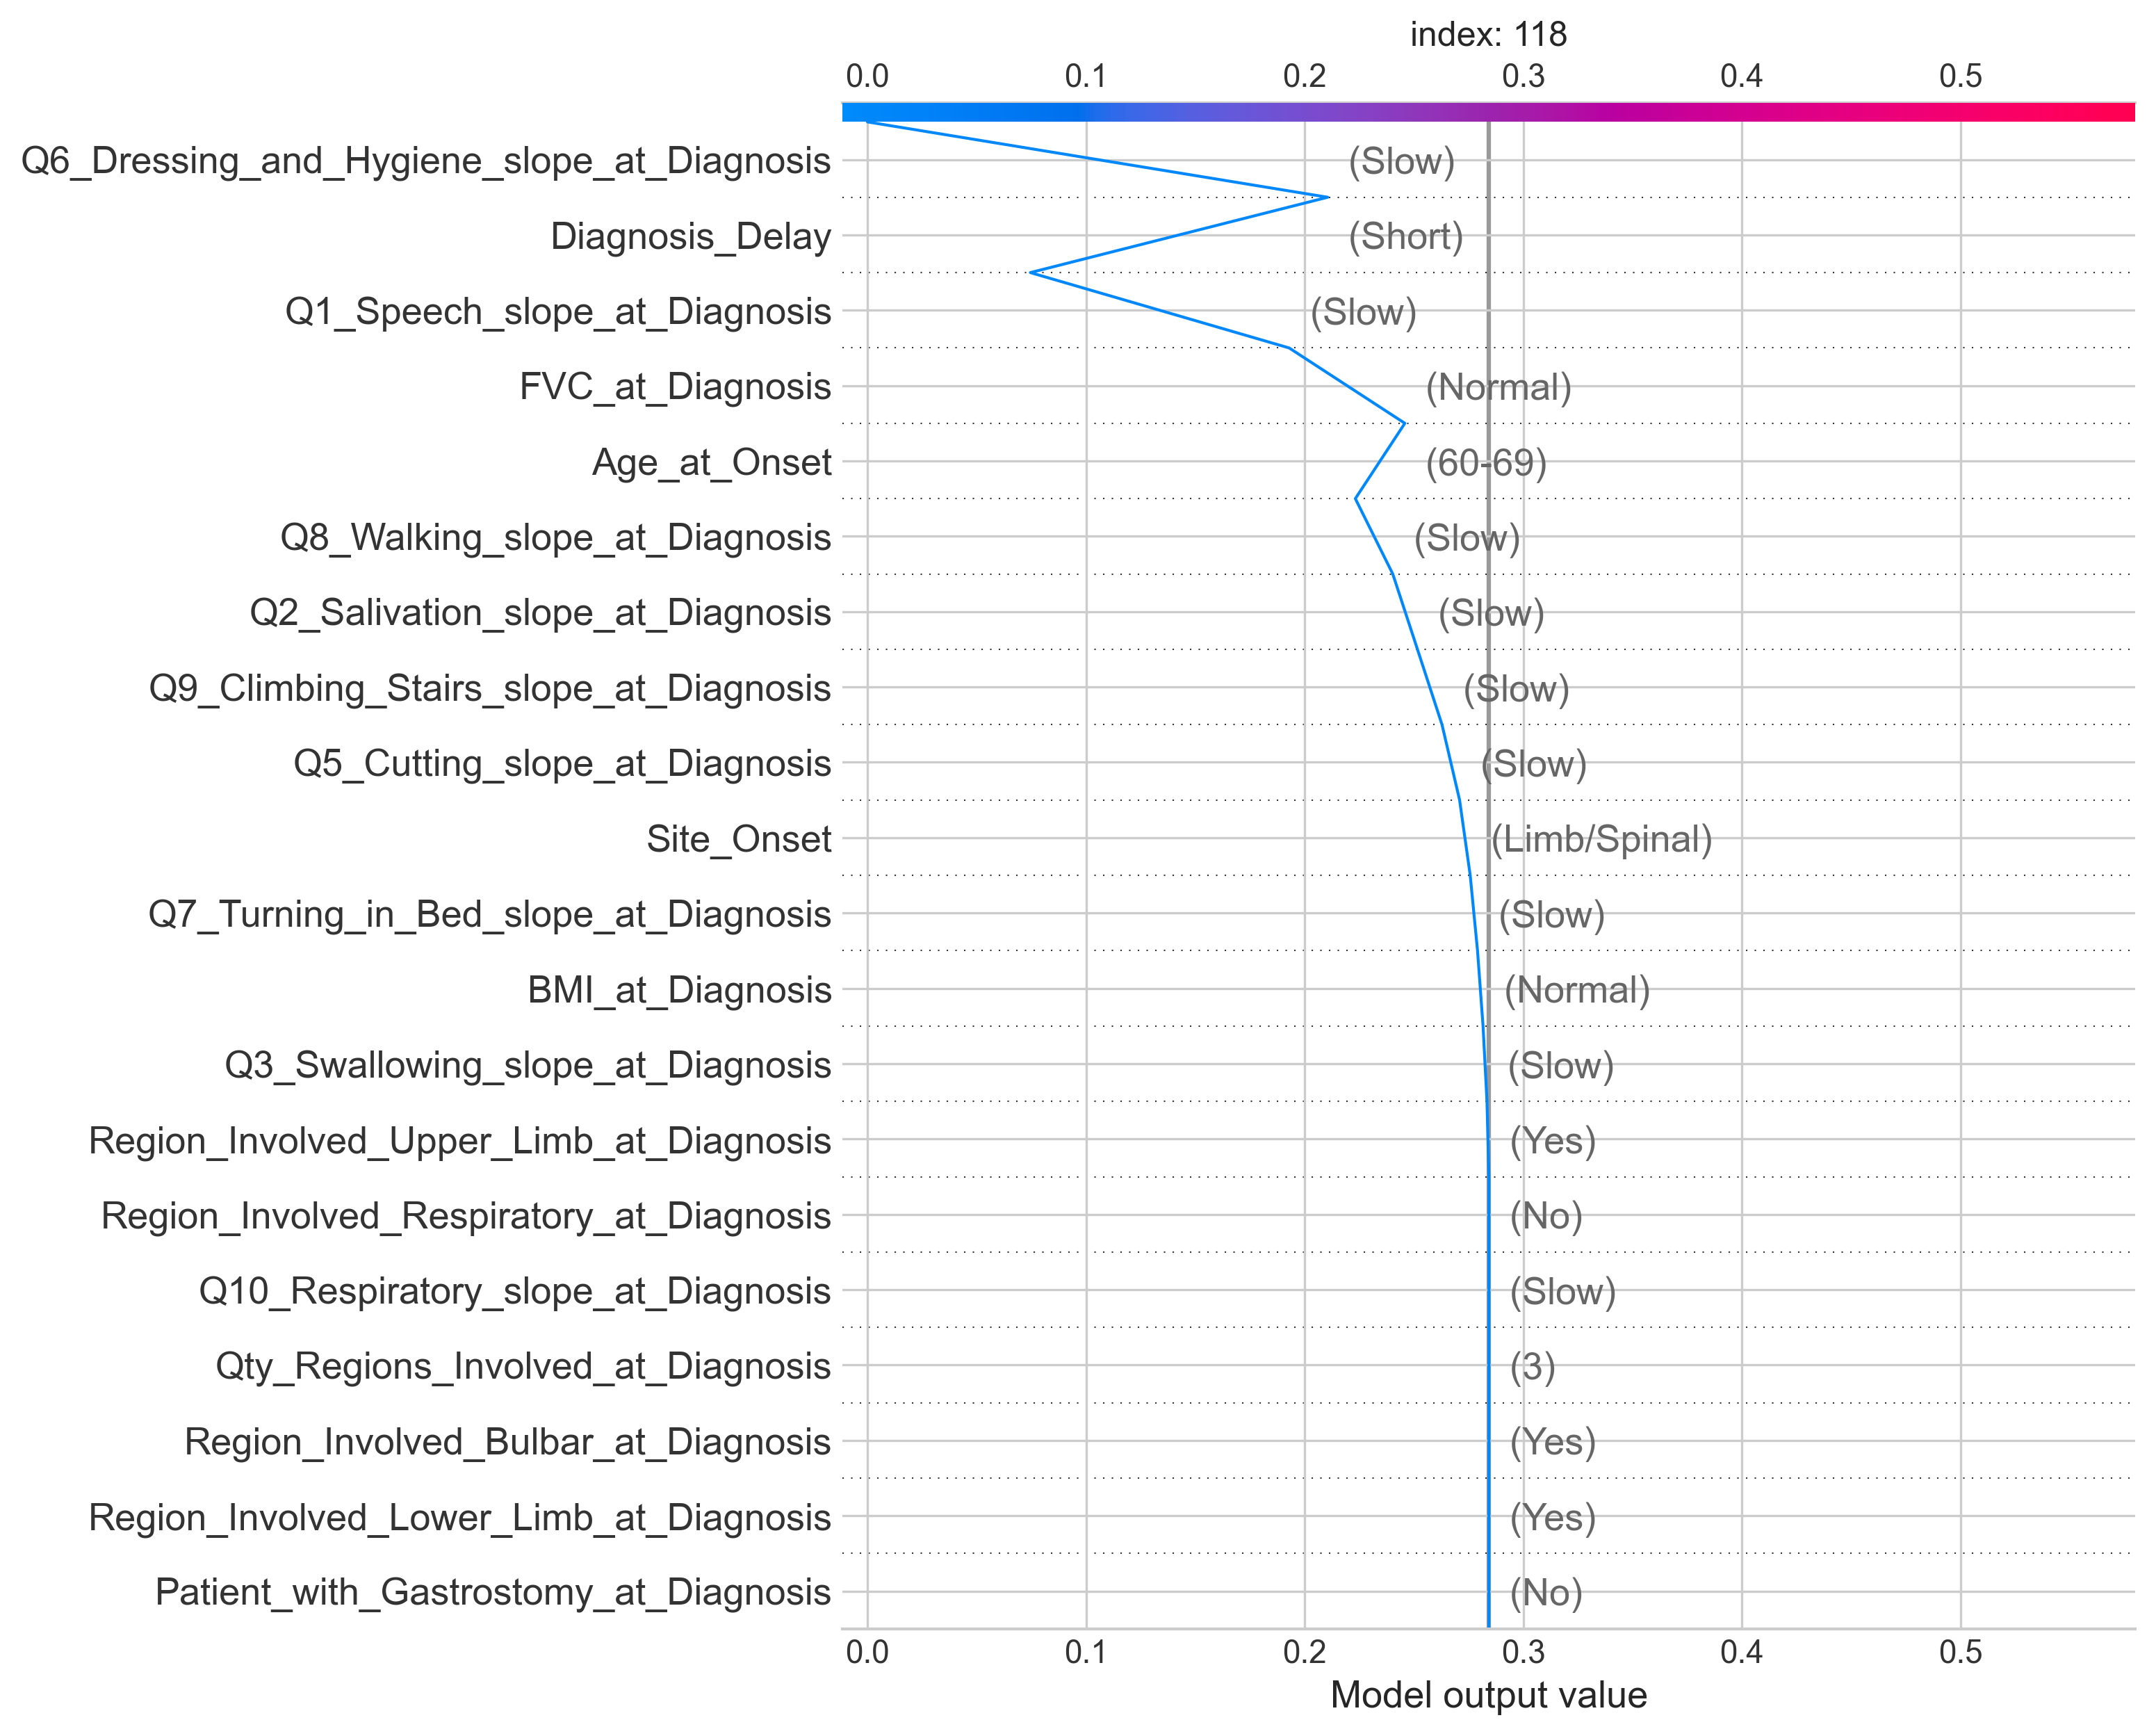 index: 118
0.0 0.1 0.2 0.3 0.4 0.5
Q6_Dressing_and_Hygiene_slope_at_Diagnosis (Slow)
Diagnosis_Delay (Short)
Q1_Speech_slope_at_Diagnosis (Slow)
FVC_at_Diagnosis (Normal)
Age_at_Onset (60-69)
Q8_Walking_slope_at_Diagnosis (Slow)
Q2_Salivation_slope_at_Diagnosis (Slow)
Q9_Climbing_Stairs_slope_at_Diagnosis (Slow)
Q5_Cutting_slope_at_Diagnosis (Slow)
Site_Onset (Limb/Spinal)
Q7_Turning_in_Bed_slope_at_Diagnosis (Slow)
BMI_at_Diagnosis (Normal)
Q3_Swallowing_slope_at_Diagnosis (Slow)
Region_Involved_Upper_Limb_at_Diagnosis (Yes)
Region_Involved_Respiratory_at_Diagnosis (No)
Q10_Respiratory_slope_at_Diagnosis (Slow)
Qty_Regions_Involved_at_Diagnosis (3)
Region_Involved_Bulbar_at_Diagnosis (Yes)
Region_Involved_Lower_Limb_at_Diagnosis (Yes)
Patient_with_Gastrostomy_at_Diagnosis (No)
0.0 0.1 0.2 0.3 0.4 0.5
Model output value